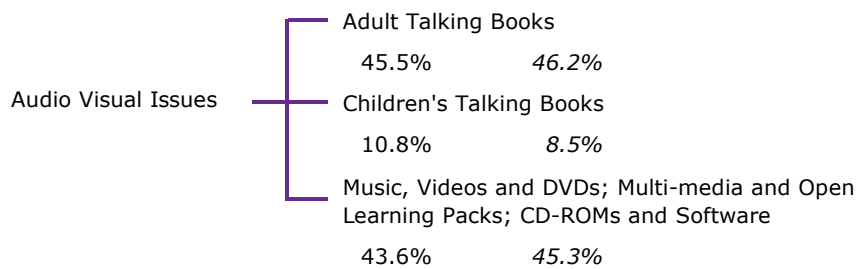 Adult Talking Books
45.5% 46.2%
Audio Visual Issues
Children's Talking Books
10.8% 8.5%
Music, Videos and DVDs; Multi-media and Open
Learning Packs; CD-ROMs and Software
43.6% 45.3%